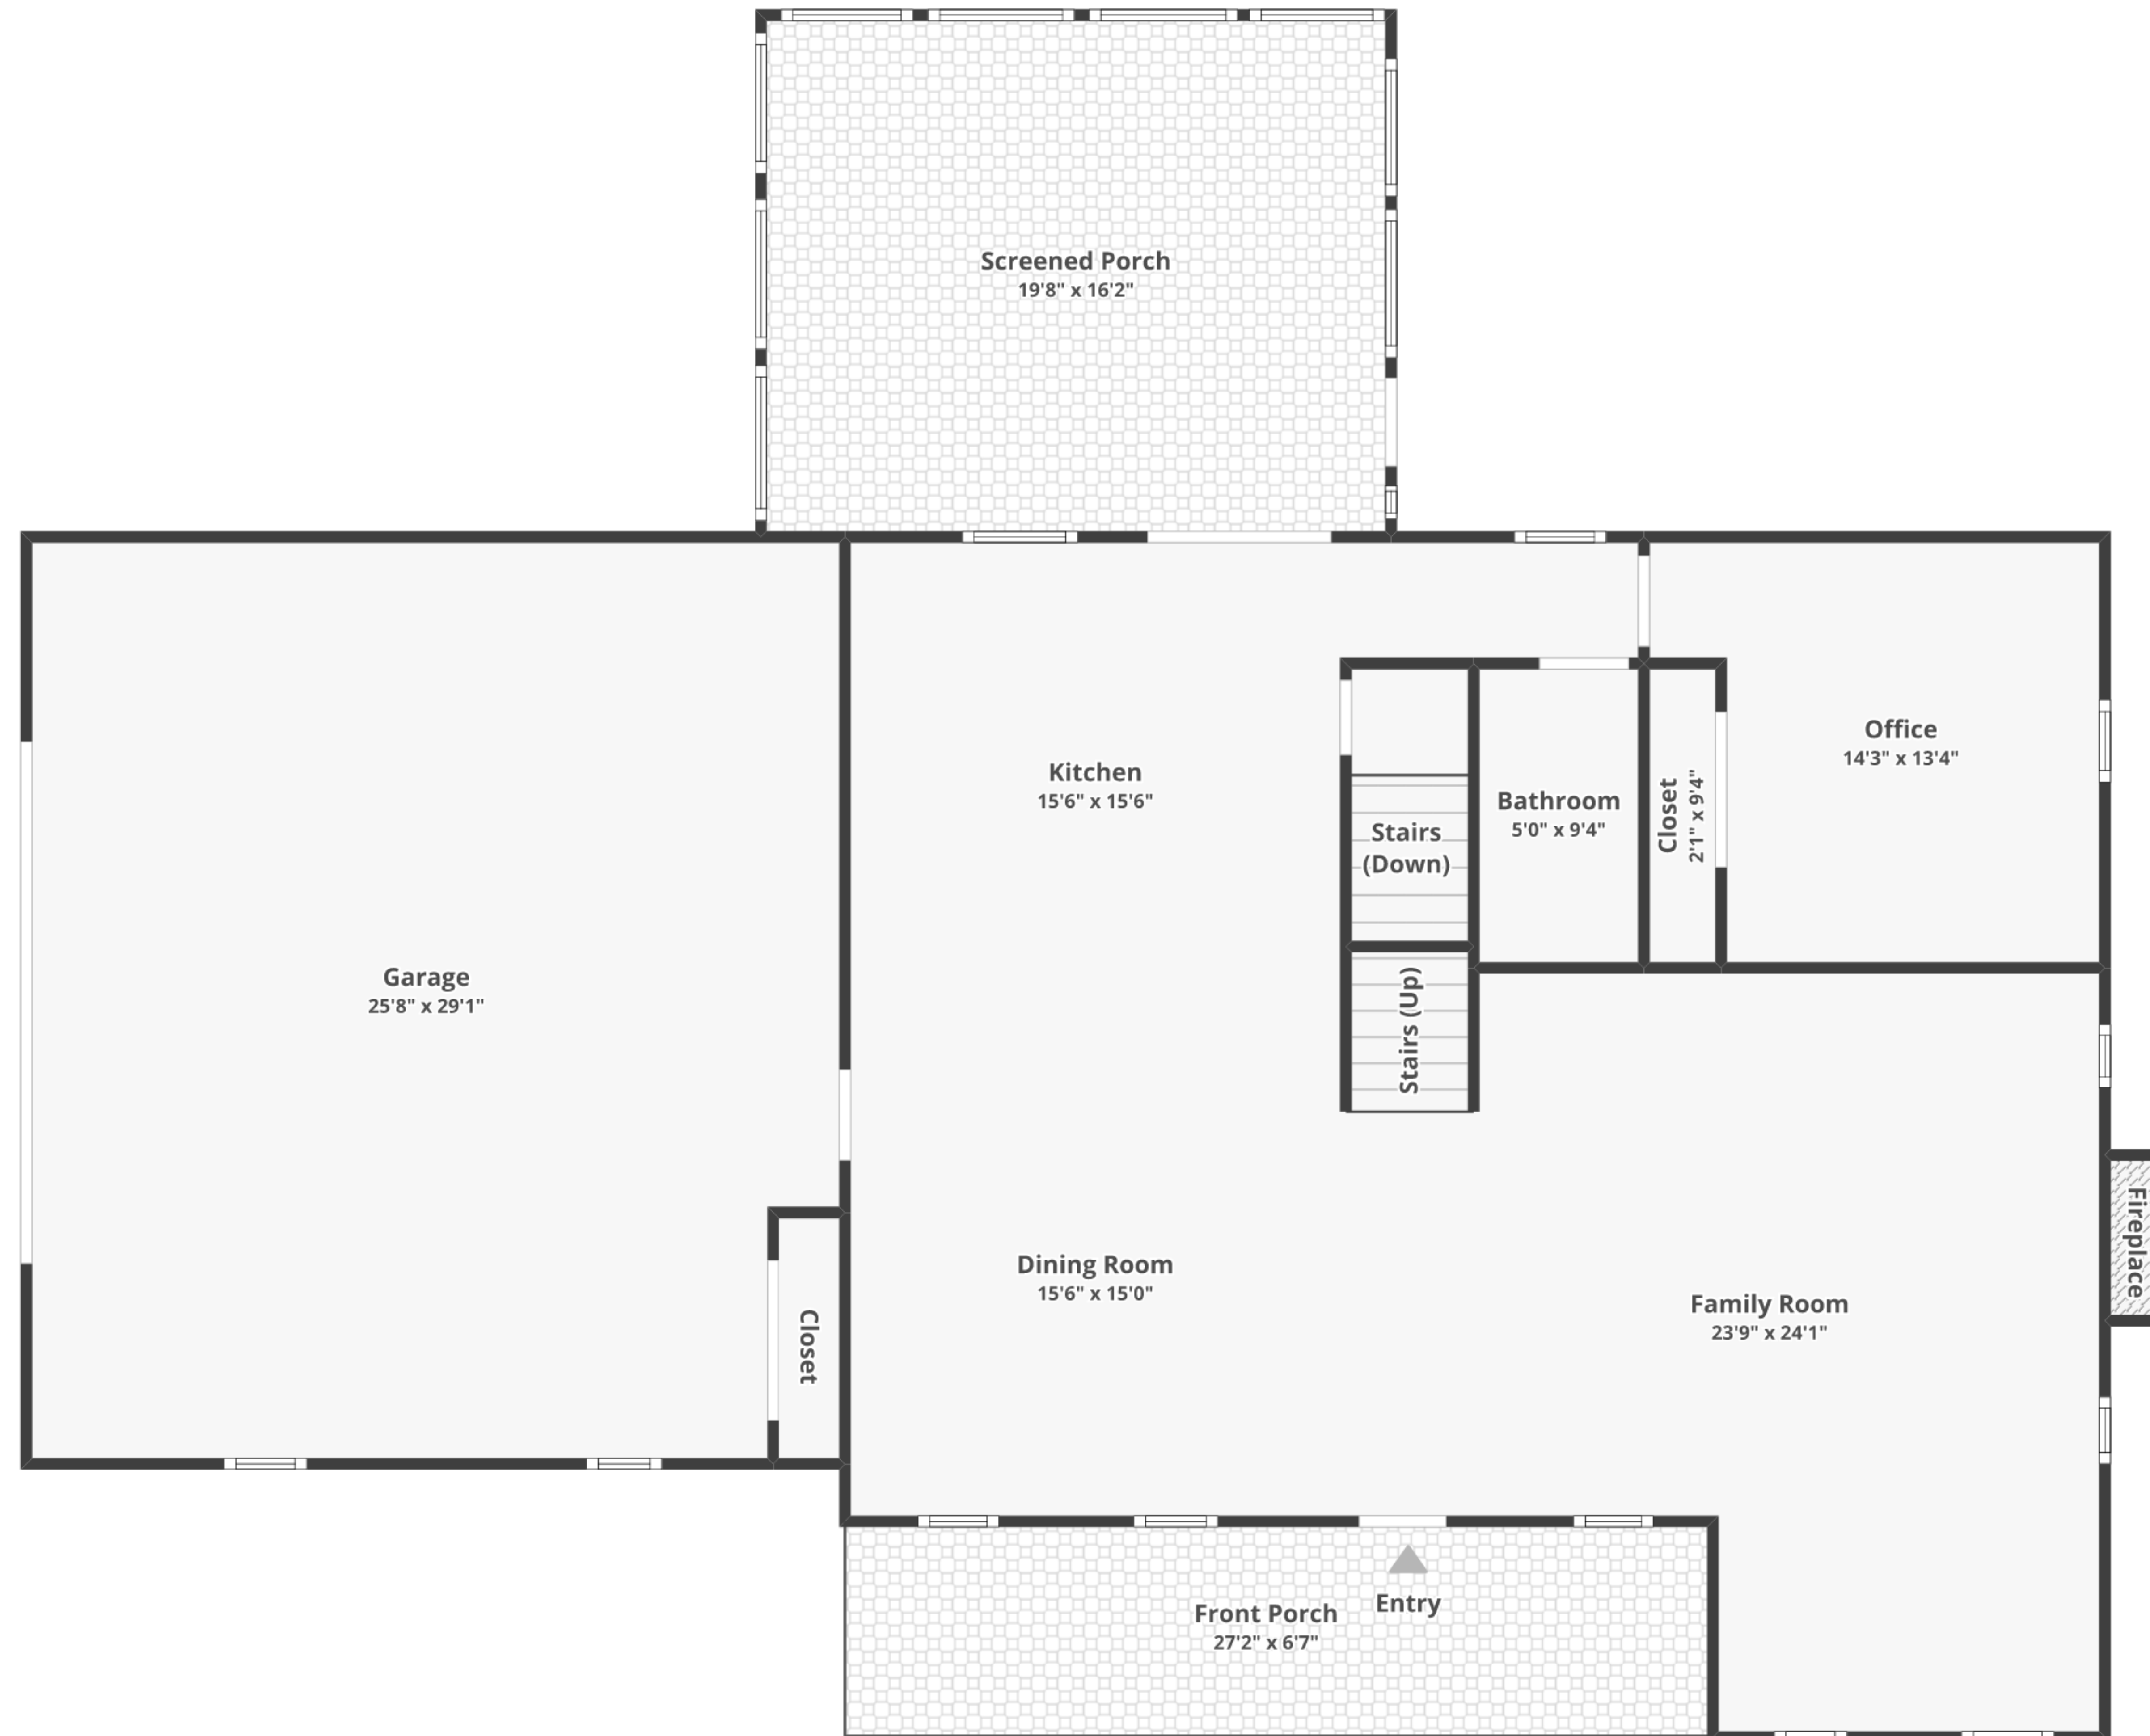 Screened Porch
19'8" x 16'2"
Kitchen
15'6" x 15'6"
Stairs
(Down)
Bathroom
5'0" x 9'4"
Closet
2'1" x 9'4"
Office
14'3" x 13'4"
Garage
25'8" x 29'1"
Stairs (Up)
Closet
Dining Room
15'6" x 15'0"
Family Room
23'9" x 24'1"
Fireplace
Entry
Front Porch
27'2" x 6'7"